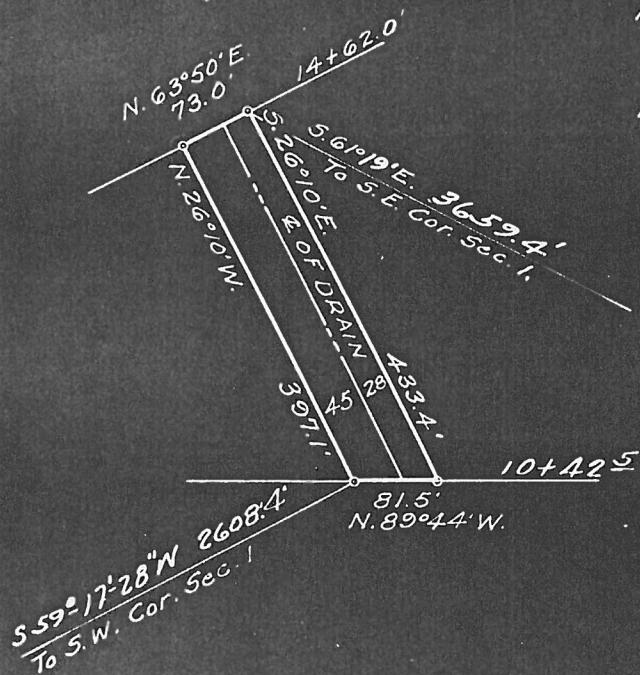 N. 63°50'E.
73.0'
14+62.0'
S. 26°10'E.
S. 61°19'E. 3659.4'
To S.E. Cor. Sec. 1.
N. 26°10'W.
℄ OF DRAIN
397.1'
45
28
433.4'
10+42 5
81.5'
N. 89°44'W.
S 59°-17'-28"W 2608.4'
To S.W. Cor. Sec. 1